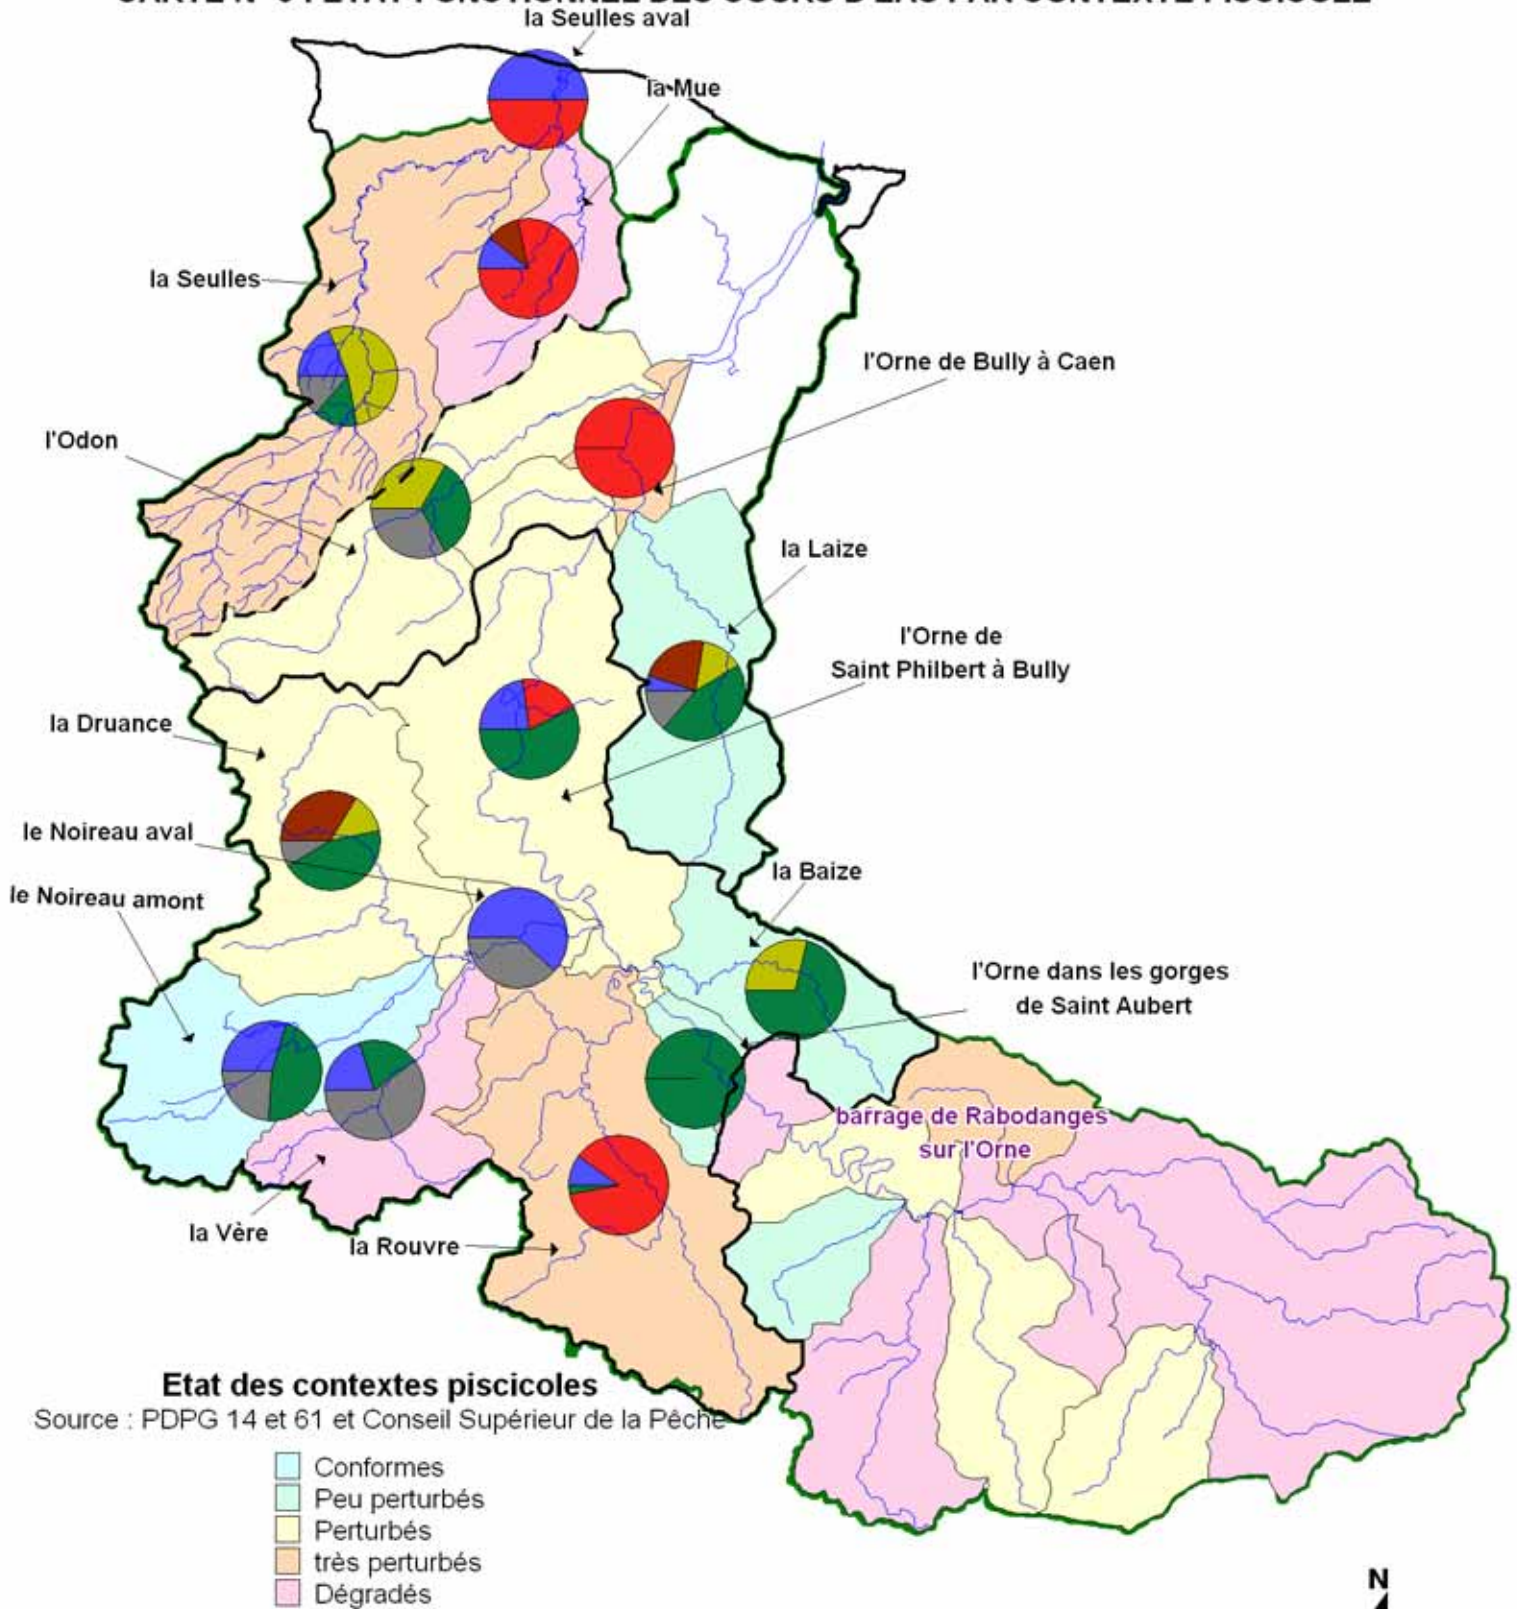 la Seulles aval
la Mue
la Seulles
l'Orne de Bully à Caen
l'Odon
la Laize
l'Orne de
Saint Philbert à Bully
la Druance
le Noireau aval
la Baize
le Noireau amont
l'Orne dans les gorges
de Saint Aubert
barrage de Rabodanges
sur l'Orne
la Vère
la Rouvre
Etat des contextes piscicoles
Source : PDPG 14 et 61 et Conseil Supérieur de la Pêche
Conformes
Peu perturbés
Perturbés
très perturbés
Dégradés
N